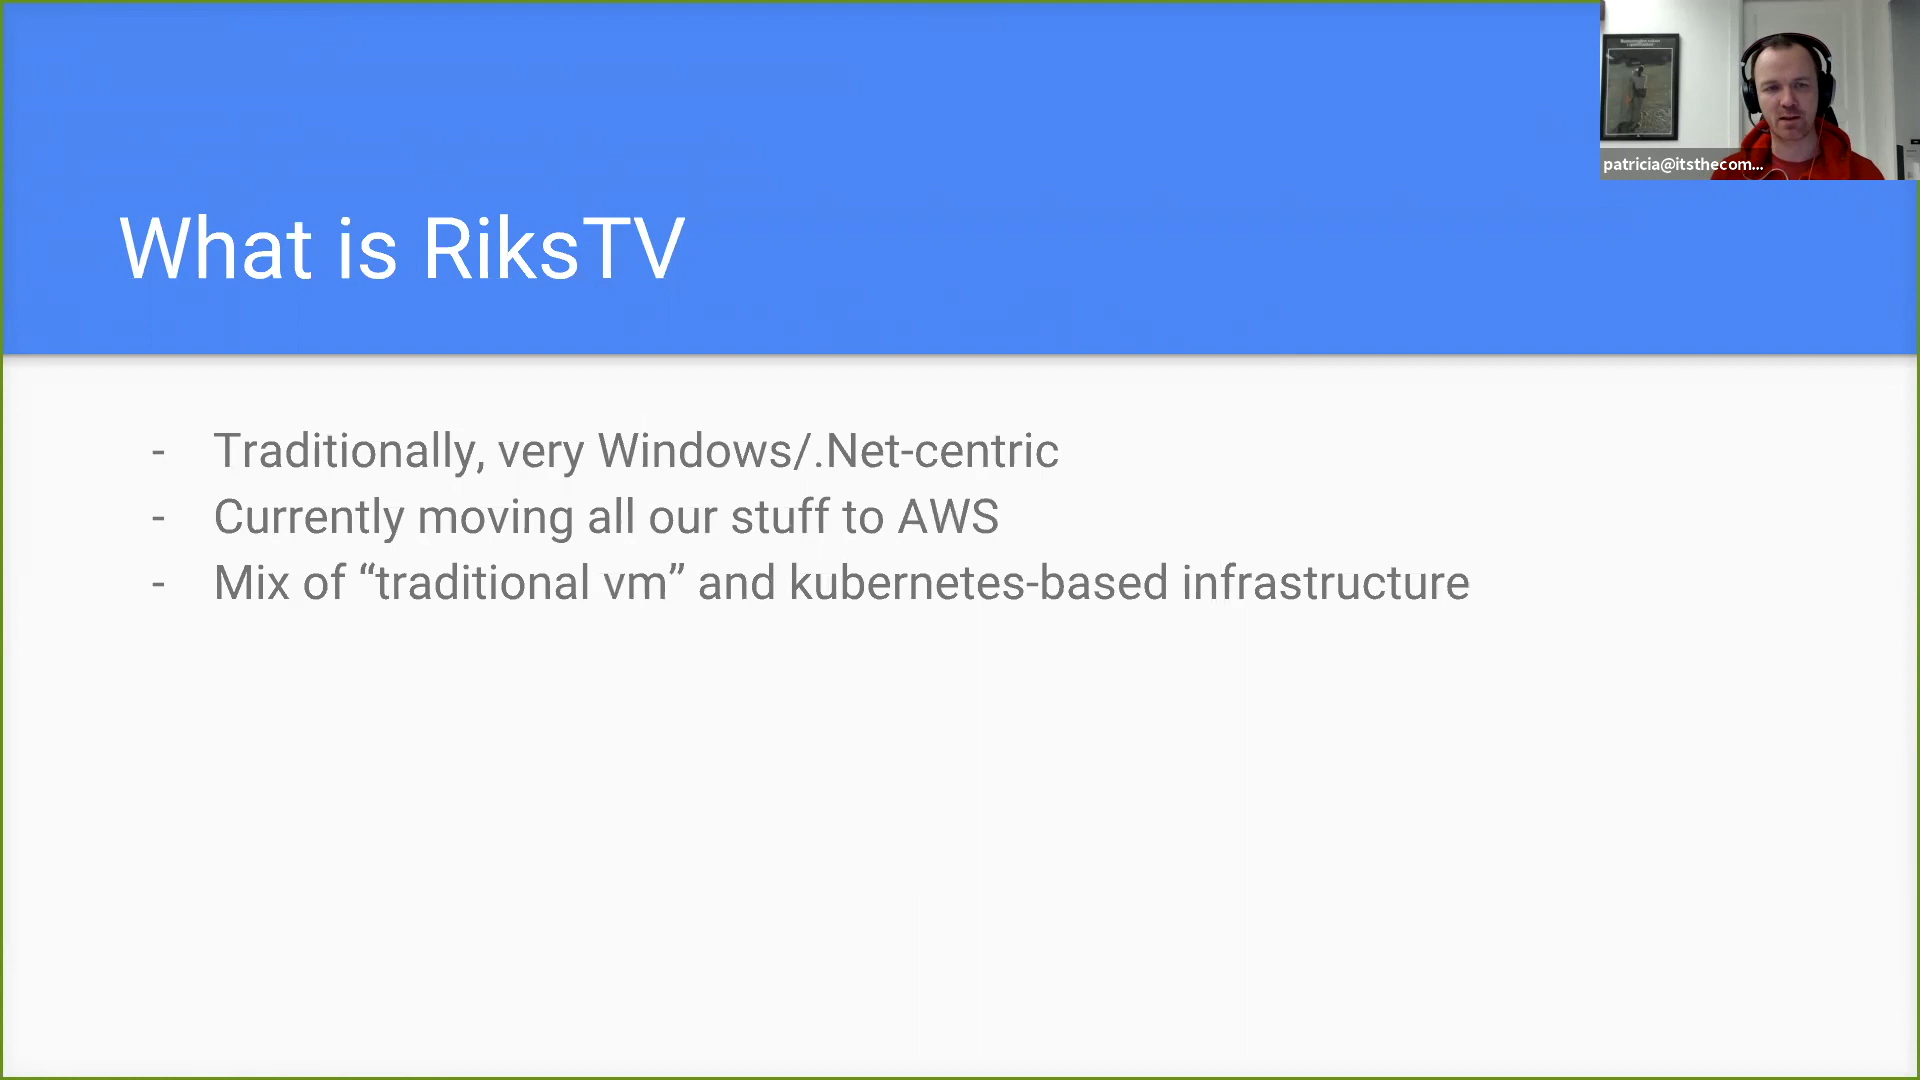 patricia@itsthecom...
What is RiksTV
- Traditionally, very Windows/.Net-centric
- Currently moving all our stuff to AWS
- Mix of “traditional vm” and kubernetes-based infrastructure